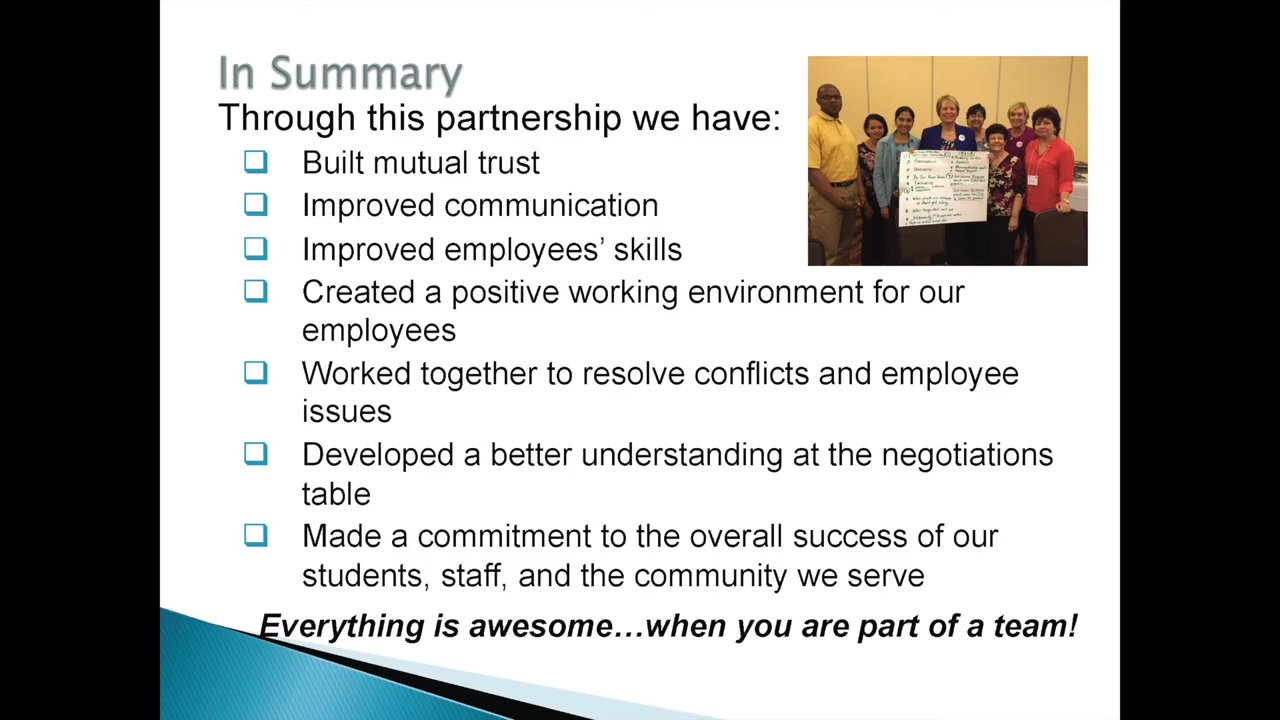 In Summary
Through this partnership we have:
Built mutual trust
Improved communication
Improved employees’ skills
Created a positive working environment for our
employees
Worked together to resolve conflicts and employee
issues
Developed a better understanding at the negotiations
table
Made a commitment to the overall success of our
students, staff, and the community we serve
Everything is awesome…when you are part of a team!